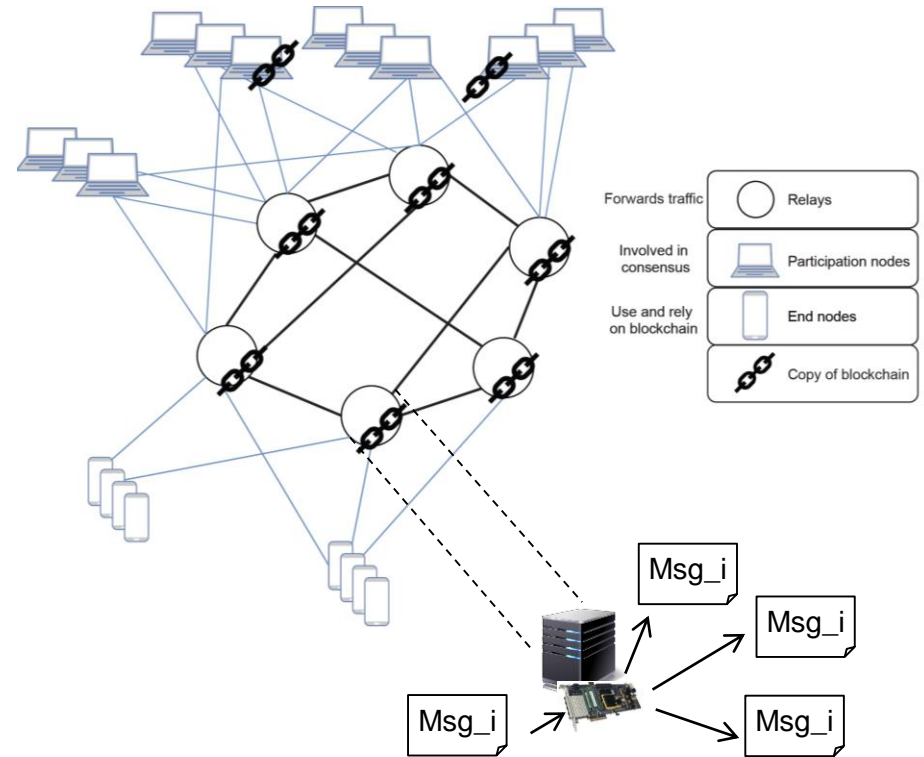 Forwards traffic
Relays
Involved in
consensus
Participation nodes
Use and rely
on blockchain
End nodes
Copy of blockchain
Msg_i
Msg_i
Msg_i
Msg_i